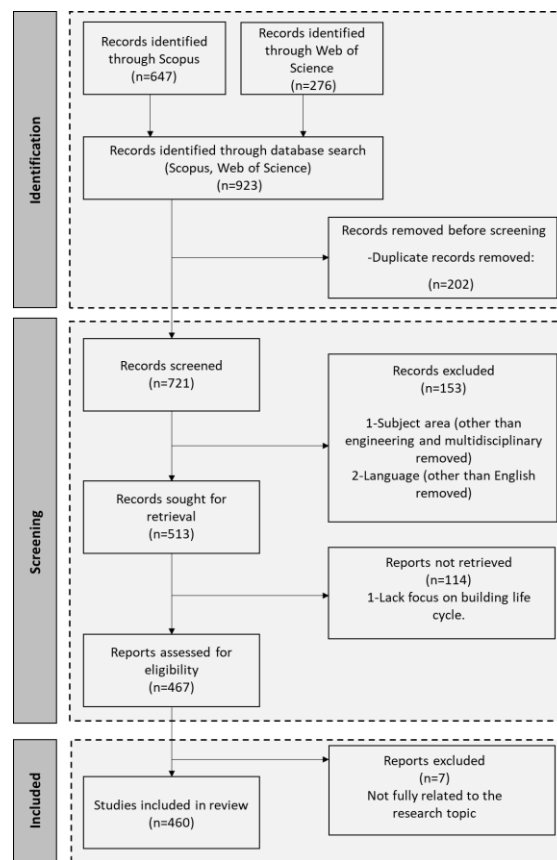 Identification
Records identified
through Scopus
(n=647)
Records identified
through Web of
Science
(n=276)
Records identified through database search
(Scopus, Web of Science)
(n=923)
Records removed before screening
-Duplicate records removed:
(n=202)
Screening
Records screened
(n=721)
Records excluded
(n=153)
1-Subject area (other than
engineering and multidisciplinary
removed)
2-Language (other than English
removed)
Records sought for
retrieval
(n=513)
Reports not retrieved
(n=114)
1-Lack focus on building life
cycle.
Reports assessed for
eligibility
(n=467)
Included
Studies included in review
(n=460)
Reports excluded
(n=7)
Not fully related to the
research topic